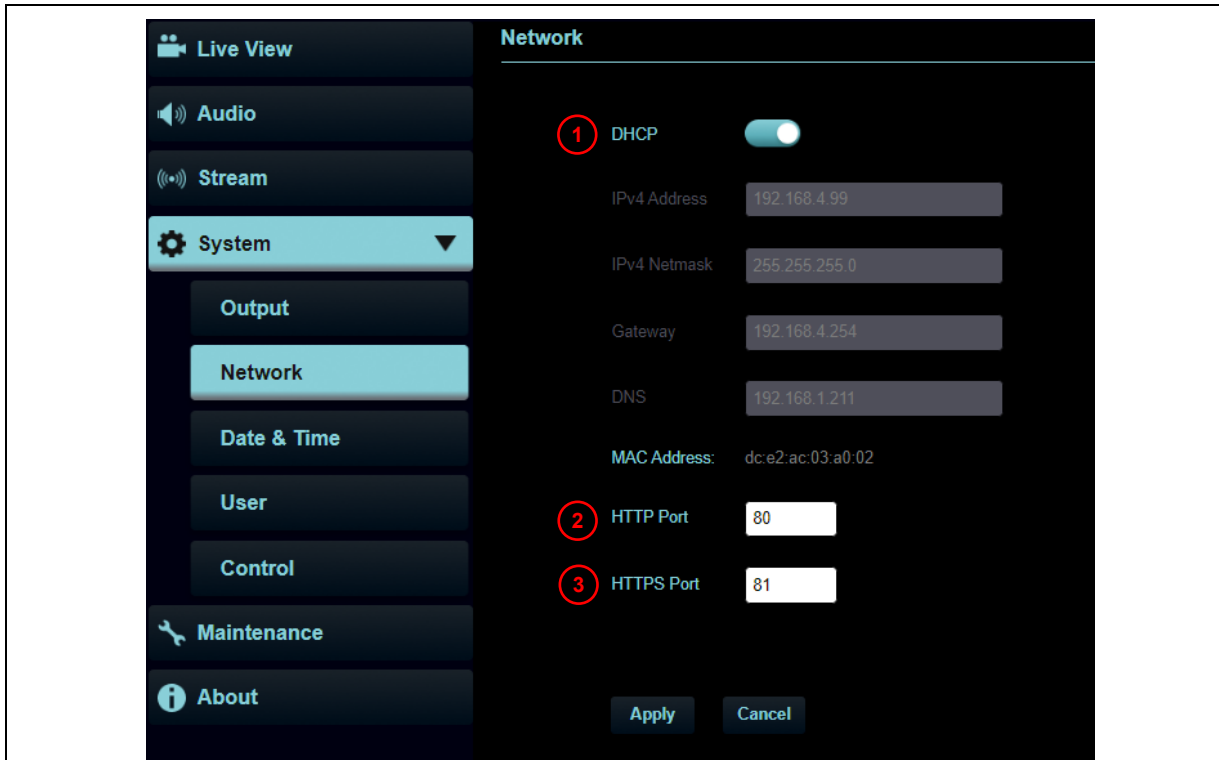 Live View
Audio
Stream
System
Output
Network
Date & Time
User
Control
Maintenance
About
Network
1 DHCP
IPv4 Address 192.168.4.99
IPv4 Netmask 255.255.255.0
Gateway 192.168.4.254
DNS 192.168.1.211
MAC Address: dc:e2:ac:03:a0:02
2 HTTP Port 80
3 HTTPS Port 81
Apply Cancel